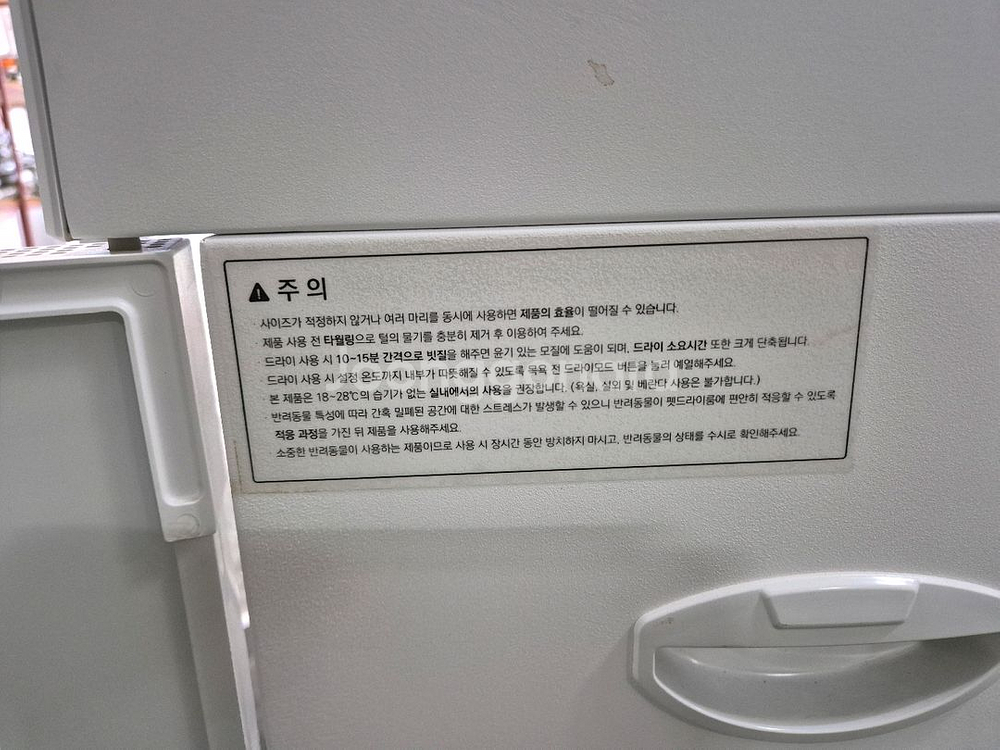 주 의
· 사이즈가 적정하지 않거나 여러 마리를 동시에 사용하면 제품의 효율이 떨어질 수 있습니다.
· 제품 사용 전 타월링으로 털의 물기를 충분히 제거 후 이용하여 주세요.
· 드라이 사용 시 10~15분 간격으로 빗질을 해주면 윤기 있는 모질에 도움이 되며, 드라이 소요시간 또한 크게 단축됩니다.
· 드라이 사용 시 설정 온도까지 내부가 따뜻해질 수 있도록 목욕 전 드라이모드 버튼을 눌러 예열해주세요.
· 본 제품은 18~28℃의 습기가 없는 실내에서의 사용을 권장합니다. (욕실, 실외 및 베란다 사용은 불가합니다.)
· 반려동물 특성에 따라 간혹 밀폐된 공간에 대한 스트레스가 발생할 수 있으니 반려동물이 펫드라이룸에 편안히 적응할 수 있도록
적응 과정을 가진 뒤 제품을 사용해주세요.
· 소중한 반려동물이 사용하는 제품이므로 사용 시 장시간 동안 방치하지 마시고, 반려동물의 상태를 수시로 확인해주세요.